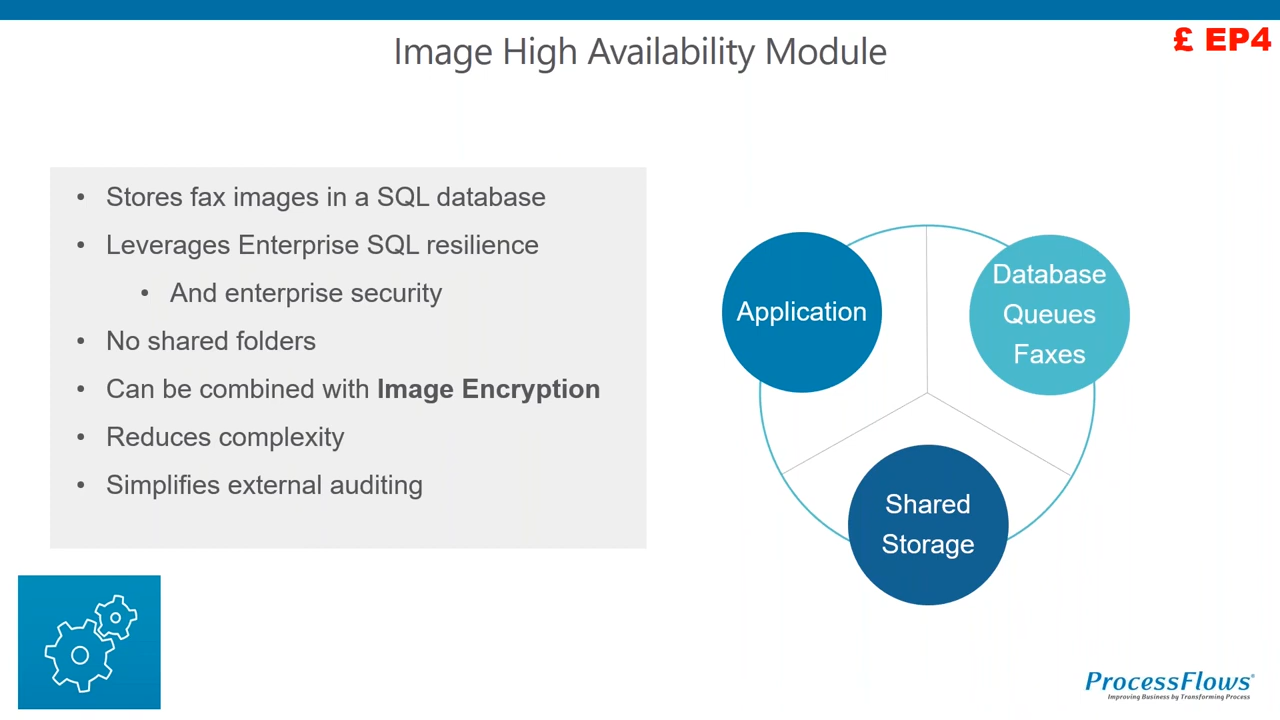 £ EP4
Image High Availability Module
• Stores fax images in a SQL database
• Leverages Enterprise SQL resilience
• And enterprise security
• No shared folders
• Can be combined with Image Encryption
• Reduces complexity
• Simplifies external auditing
Application
Database
Queues
Faxes
Shared
Storage
ProcessFlows®
Improving Business by Transforming Process